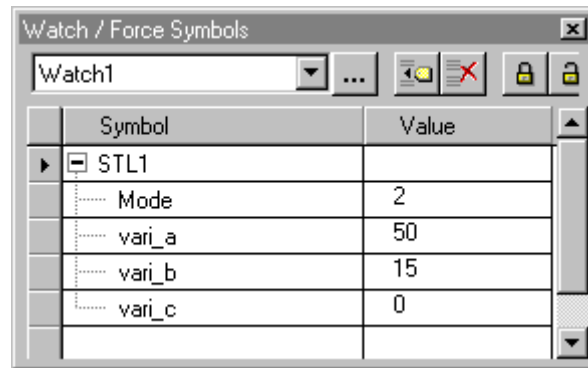 Watch / Force Symbols
Watch1 ...
Symbol Value
STL1
Mode 2
vari_a 50
vari_b 15
vari_c 0